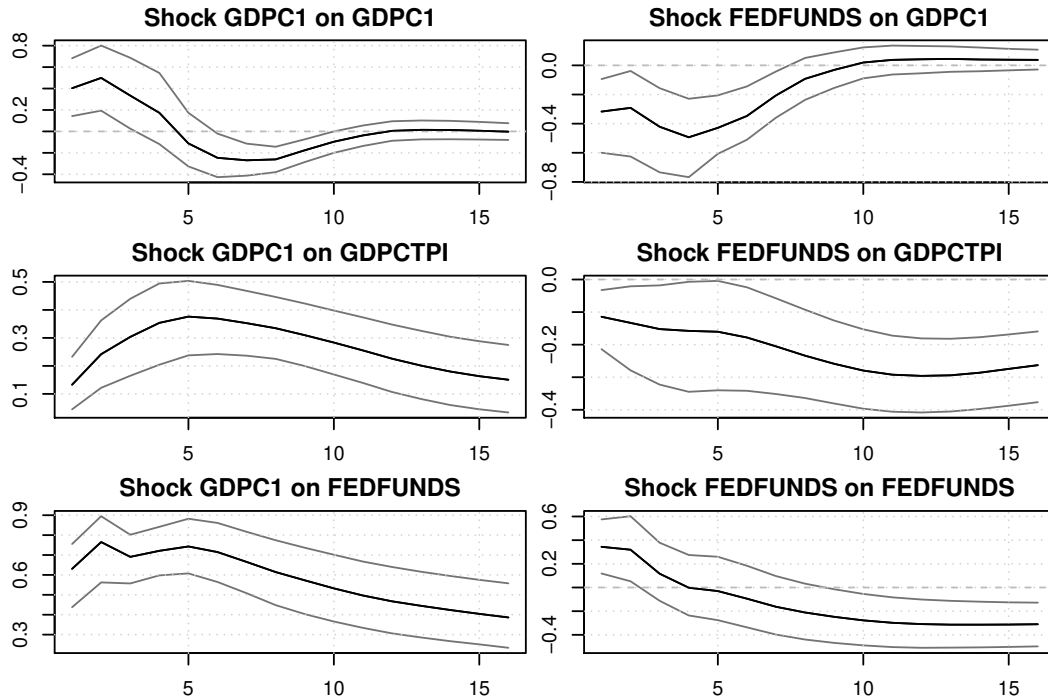 Shock GDPC1 on GDPC1
0.8
0.2
−0.4
5 10 15
Shock FEDFUNDS on GDPC1
0.0
−0.4
−0.8
5 10 15
Shock GDPC1 on GDPCTPI
0.5
0.3
0.1
5 10 15
Shock FEDFUNDS on GDPCTPI
0.0
−0.2
−0.4
5 10 15
Shock GDPC1 on FEDFUNDS
0.9
0.6
0.3
5 10 15
Shock FEDFUNDS on FEDFUNDS
0.6
0.2
−0.4
5 10 15